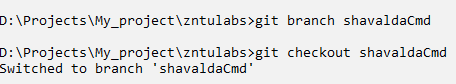 D:\Projects\My_project\zntulabs>git branch shavaldaCmd
D:\Projects\My_project\zntulabs>git checkout shavaldaCmd
Switched to branch 'shavaldaCmd'